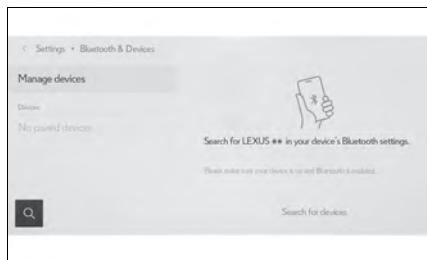 < Settings • Bluetooth & Devices
Manage devices
Devices
No paired devices
Search for LEXUS ** in your device's Bluetooth settings.
Please make sure your device is on and Bluetooth is enabled.
Search for devices